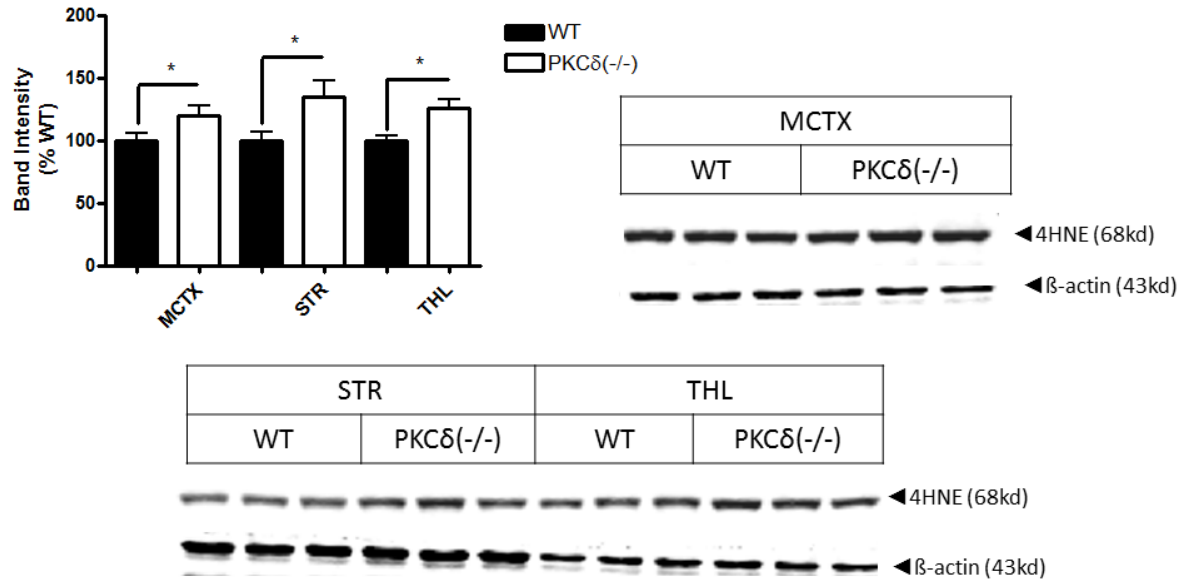 200
150
100
50
0
Band Intensity
(% WT)
*
*
*
MCTX
STR
THL
WT
PKCδ(-/-)
MCTX
WT PKCδ(-/-)
◄4HNE (68kd)
◄ß-actin (43kd)
STR THL
WT PKCδ(-/-) WT PKCδ(-/-)
◄4HNE (68kd)
◄ß-actin (43kd)